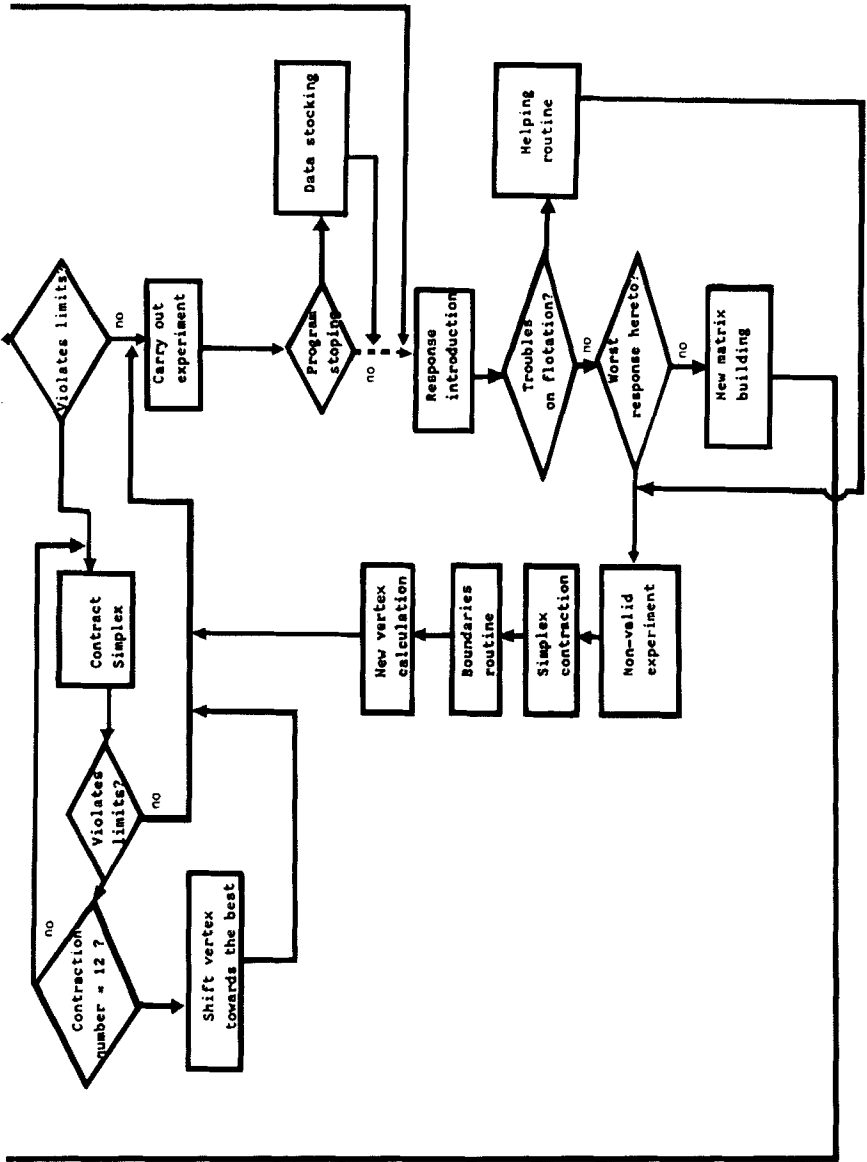 Violates limits?
no
Carry out
experiment
Program
stoping
no
Data stocking
Response
introduction
Troubles
on flotation?
no
Helping
routine
Worst
response hereto?
no
New matrix
building
Contract
Simplex
Violates
limits?
no
Contraction
number = 12 ?
no
Shift vertex
towards the best
New vertex
calculation
Boundaries
routine
Simplex
contraction
Non-valid
experiment